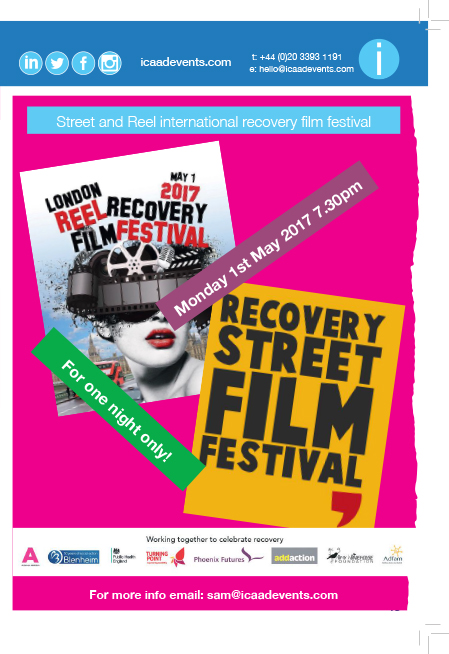 icaadevents.com
t: +44 (0)20 3393 1191
e: hello@icaadevents.com
i
Street and Reel international recovery film festival
MAY 1
2017
LONDON
REEL RECOVERY
FILM FESTIVAL
Monday 1st May 2017 7.30pm
RECOVERY
STREET
FILM
FESTIVAL
For one night only!
Working together to celebrate recovery
A
Blenheim
Public Health
England
TURNING
POINT
Phoenix Futures
addaction
FOUNDATION
Adfam
For more info email: sam@icaadevents.com